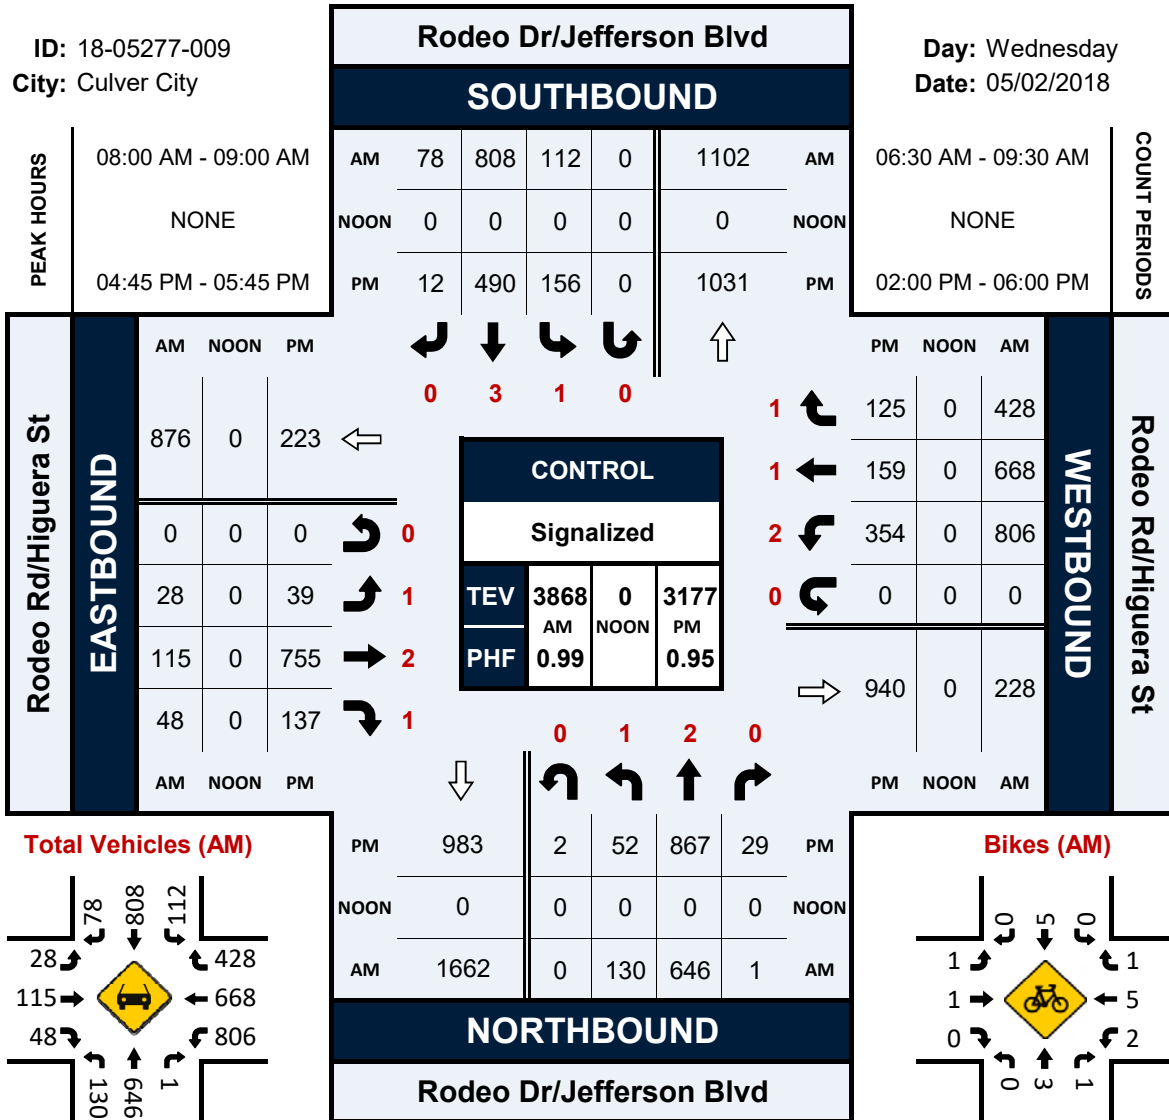 ID: 18-05277-009
City: Culver City
Rodeo Dr/Jefferson Blvd
SOUTHBOUND
Day: Wednesday
Date: 05/02/2018
PEAK HOURS
08:00 AM - 09:00 AM
NONE
04:45 PM - 05:45 PM
AM 78 808 112 0 1102 AM
NOON 0 0 0 0 0 NOON
PM 12 490 156 0 1031 PM
06:30 AM - 09:30 AM
NONE
02:00 PM - 06:00 PM
COUNT PERIODS
0 3 1 0
Rodeo Rd/Higuera St
EASTBOUND
AM NOON PM
876 0 223
0 0 0 0
28 0 39 1
115 0 755 2
48 0 137 1
AM NOON PM
CONTROL
Signalized
TEV 3868 0 3177
AM NOON PM
PHF 0.99 0.95
PM NOON AM
1 125 0 428
1 159 0 668
2 354 0 806
0 0 0 0
940 0 228
PM NOON AM
WESTBOUND
Rodeo Rd/Higuera St
0 1 2 0
PM 983 2 52 867 29 PM
NOON 0 0 0 0 0 NOON
AM 1662 0 130 646 1 AM
NORTHBOUND
Rodeo Dr/Jefferson Blvd
Total Vehicles (AM)
78 808 112
28 428
115 668
48 806
130 646 1
Bikes (AM)
0 5 0
1 1
1 5
0 2
0 3 1